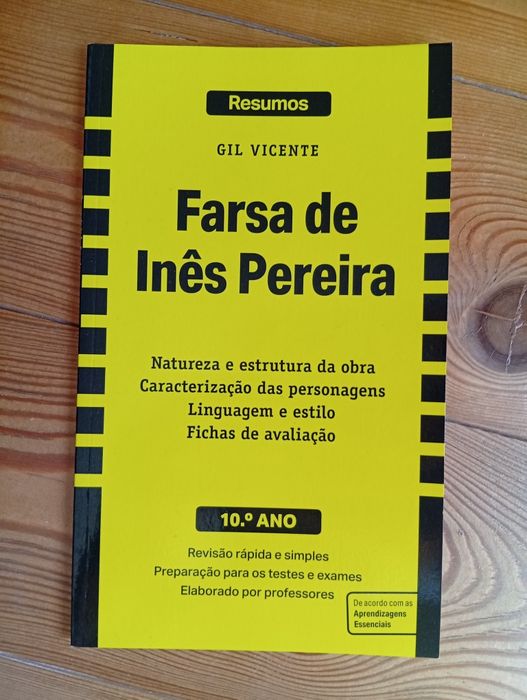 Resumos
GIL VICENTE
Farsa de
Inês Pereira
Natureza e estrutura da obra
Caracterização das personagens
Linguagem e estilo
Fichas de avaliação
10.º ANO
Revisão rápida e simples
Preparação para os testes e exames
Elaborado por professores
De acordo com as
Aprendizagens
Essenciais